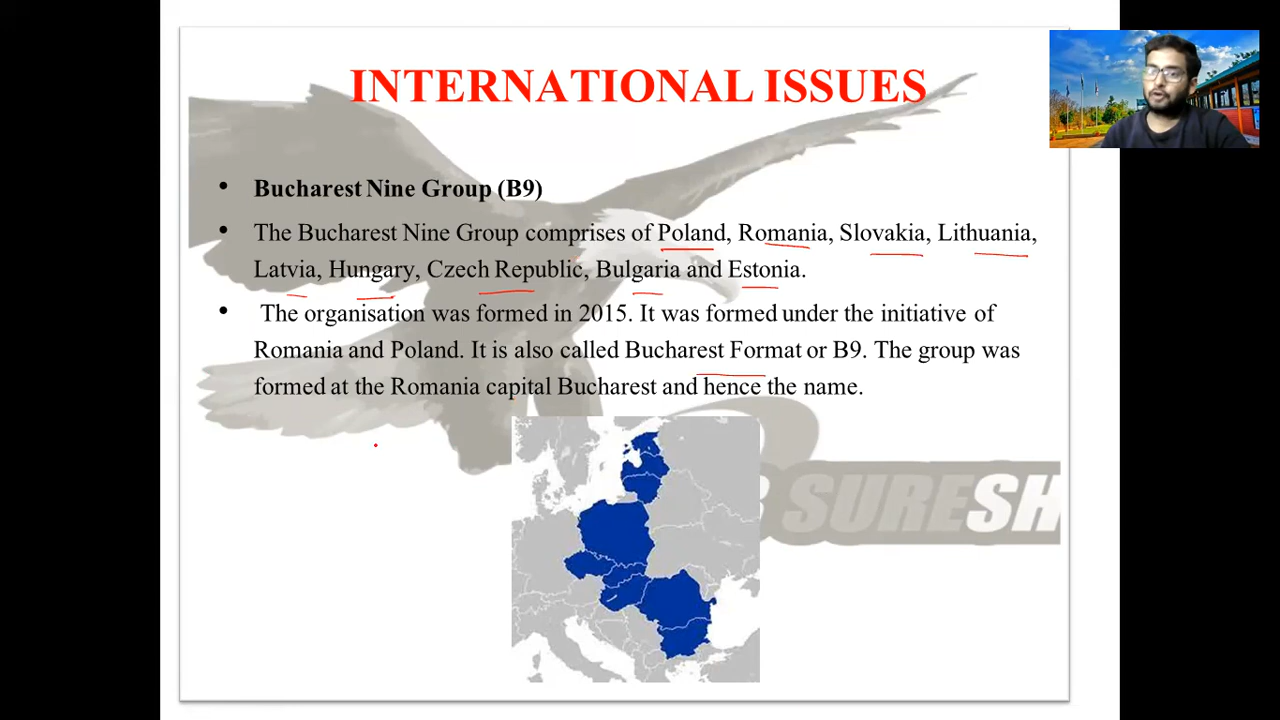 INTERNATIONAL ISSUES
• Bucharest Nine Group (B9)
• The Bucharest Nine Group comprises of Poland, Romania, Slovakia, Lithuania,
Latvia, Hungary, Czech Republic, Bulgaria and Estonia.
• The organisation was formed in 2015. It was formed under the initiative of
Romania and Poland. It is also called Bucharest Format or B9. The group was
formed at the Romania capital Bucharest and hence the name.
SURESH